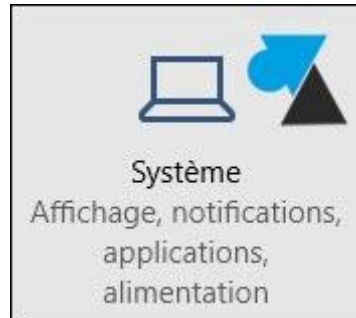 Système
Affichage, notifications,
applications,
alimentation